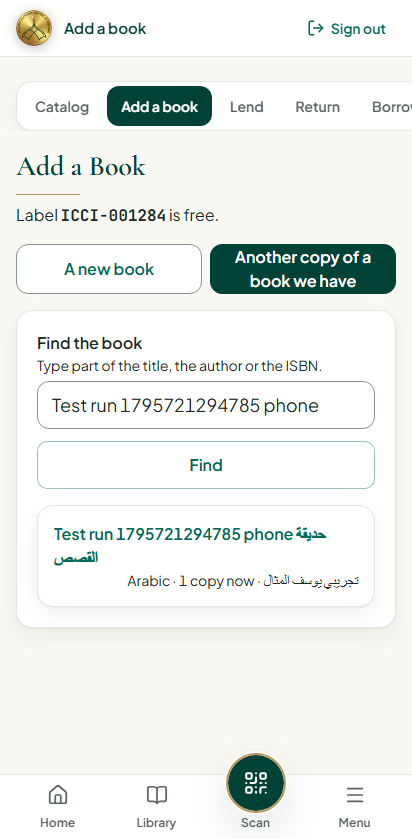 Add a book
Sign out
Catalog
Add a book
Lend
Return
Borro
Add a Book
Label ICCI-001284 is free.
A new book
Another copy of a
book we have
Find the book
Type part of the title, the author or the ISBN.
Test run 1795721294785 phone
Find
Test run 1795721294785 phone حديقة
القصص
تجريبي يوسف المثال · Arabic · 1 copy now
Home
Library
Scan
Menu